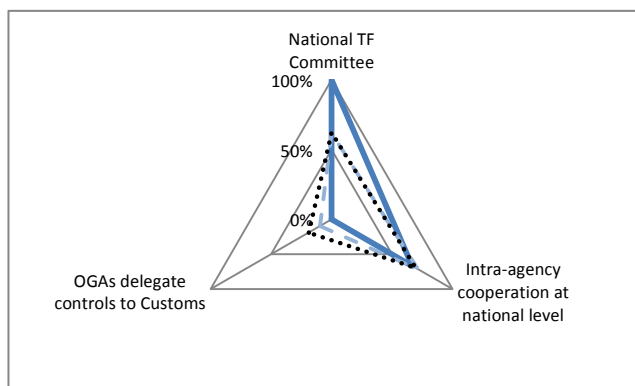 National TF
Committee
100%
50%
0%
OGAs delegate
controls to Customs
Intra-agency
cooperation at
national level